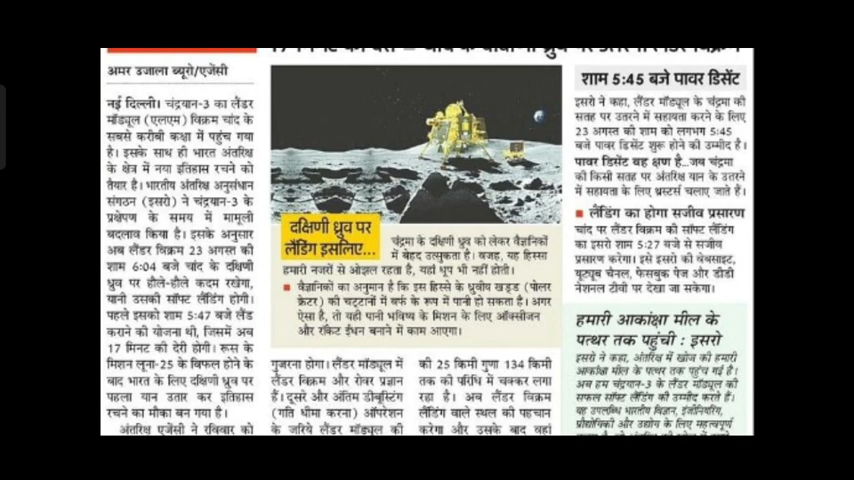 अमर उजाला ब्यूरो/एजेंसी
नई दिल्ली। चंद्रयान-3 का लैंडर
मॉड्यूल (एलएम) विक्रम चांद के
सबसे करीबी कक्षा में पहुंच गया
है। इसके साथ ही भारत अंतरिक्ष
के क्षेत्र में नया इतिहास रचने को
तैयार है। भारतीय अंतरिक्ष अनुसंधान
संगठन (इसरो) ने चंद्रयान-3 के
प्रक्षेपण के समय में मामूली
बदलाव किया है। इसके अनुसार
अब लैंडर विक्रम 23 अगस्त की
शाम 6:04 बजे चांद के दक्षिणी
ध्रुव पर हौले-हौले कदम रखेगा,
यानी उसकी सॉफ्ट लैंडिंग होगी।
पहले इसको शाम 5:47 बजे लैंड
कराने की योजना थी, जिसमें अब
17 मिनट की देरी होगी। रूस के
मिशन लूना-25 के विफल होने के
बाद भारत के लिए दक्षिणी ध्रुव पर
पहला यान उतार कर इतिहास
रचने का मौका बन गया है।
अंतरिक्ष एजेंसी ने रविवार को
दक्षिणी ध्रुव पर
लैंडिंग इसलिए...
चंद्रमा के दक्षिणी ध्रुव को लेकर वैज्ञानिकों
में बेहद उत्सुकता है। वजह, यह हिस्सा
हमारी नजरों से ओझल रहता है, यहां धूप भी नहीं होती।
■ वैज्ञानिकों का अनुमान है कि इस हिस्से के ध्रुवीय खड्ड (पोलर
क्रेटर) की चट्टानों में बर्फ के रूप में पानी हो सकता है। अगर
ऐसा है, तो यही पानी भविष्य के मिशन के लिए ऑक्सीजन
और रॉकेट ईंधन बनाने में काम आएगा।
गुजरना होगा। लैंडर मॉड्यूल में
लैंडर विक्रम और रोवर प्रज्ञान
हैं। दूसरे और अंतिम डीबूस्टिंग
(गति धीमा करना) ऑपरेशन
के जरिये लैंडर मॉड्यूल की
की 25 किमी गुणा 134 किमी
तक की परिधि में चक्कर लगा
रहा है। अब लैंडर विक्रम
लैंडिंग वाले स्थल की पहचान
करेगा और उसके बाद वहां
शाम 5:45 बजे पावर डिसेंट
इसरो ने कहा, लैंडर मॉड्यूल के चंद्रमा की
सतह पर उतरने में सहायता करने के लिए
23 अगस्त की शाम को लगभग 5:45
बजे पावर डिसेंट शुरू होने की उम्मीद है।
पावर डिसेंट वह क्षण है...जब चंद्रमा
की किसी सतह पर अंतरिक्ष यान के उतरने
में सहायता के लिए थ्रस्टर्स चलाए जाते हैं।
■ लैंडिंग का होगा सजीव प्रसारण
चांद पर लैंडर विक्रम की सॉफ्ट लैंडिंग
का इसरो शाम 5:27 बजे से सजीव
प्रसारण करेगा। इसे इसरो की वेबसाइट,
यूट्यूब चैनल, फेसबुक पेज और डीडी
नेशनल टीवी पर देखा जा सकेगा।
हमारी आकांक्षा मील के
पत्थर तक पहुंची : इसरो
इसरो ने कहा, अंतरिक्ष में खोज की हमारी
आकांक्षा मील के पत्थर तक पहुंच गई है।
अब हम चंद्रयान-3 के लैंडर मॉड्यूल की
सफल सॉफ्ट लैंडिंग की उम्मीद करते हैं।
यह उपलब्धि भारतीय विज्ञान, इंजीनियरिंग,
प्रौद्योगिकी और उद्योग के लिए महत्वपूर्ण